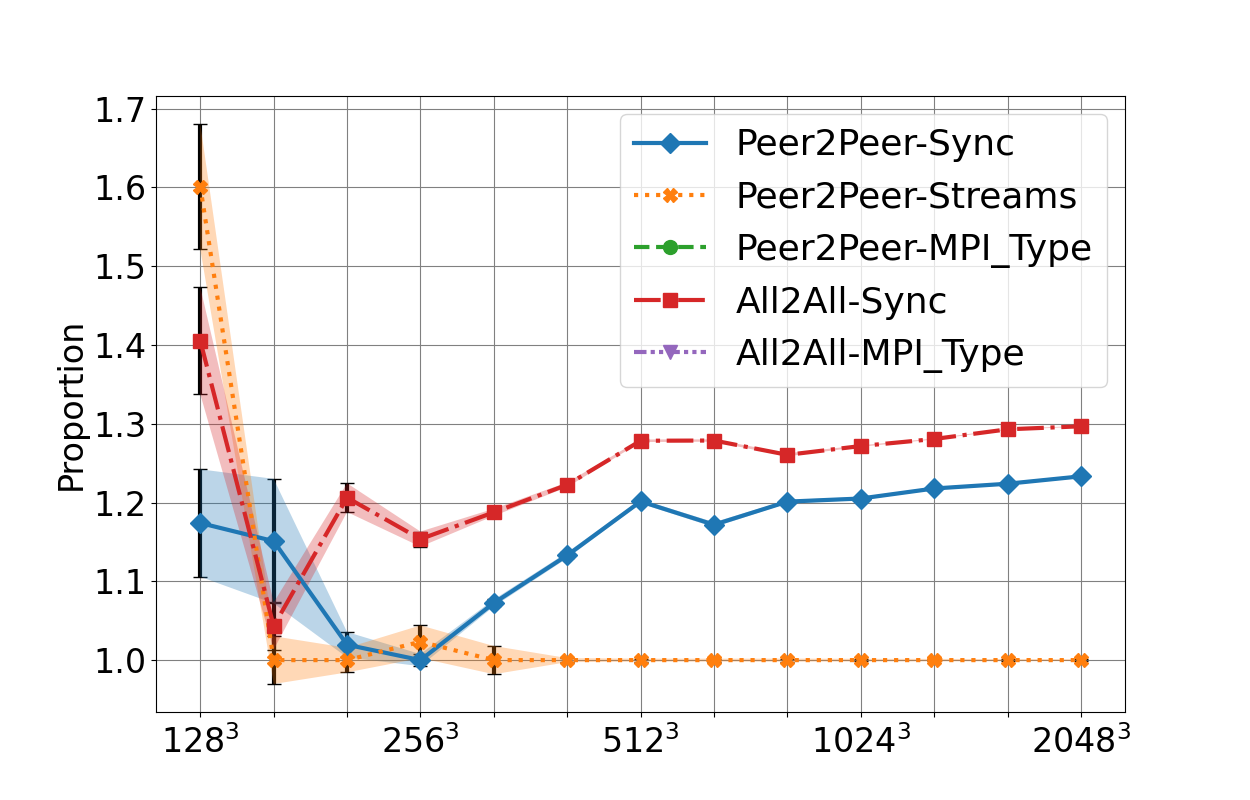 1.7
1.6
1.5
1.4
1.3
1.2
1.1
1.0
Proportion
Peer2Peer-Sync
Peer2Peer-Streams
Peer2Peer-MPI_Type
All2All-Sync
All2All-MPI_Type
128³ 256³ 512³ 1024³ 2048³